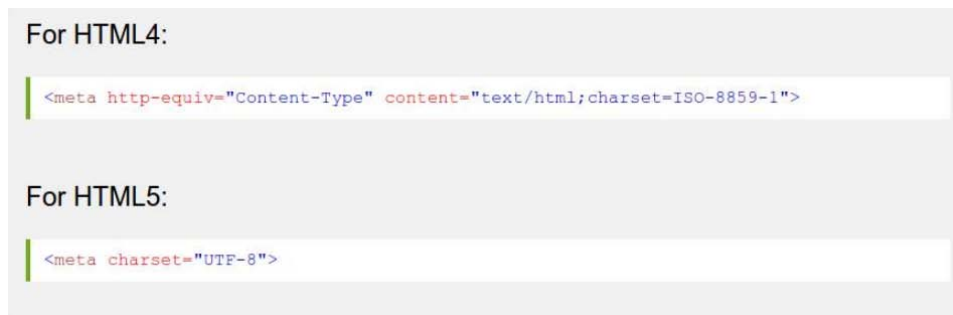 For HTML4:
<meta http-equiv="Content-Type" content="text/html;charset=ISO-8859-1">
For HTML5:
<meta charset="UTF-8">